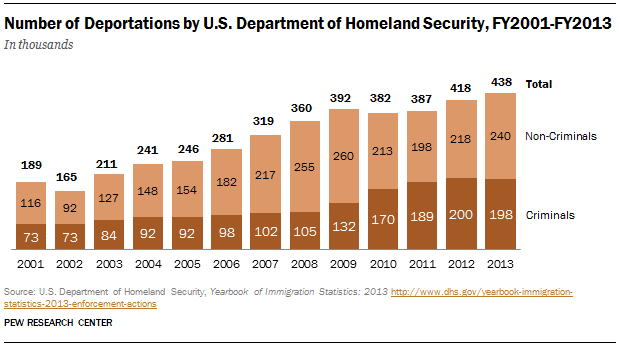 Number of Deportations by U.S. Department of Homeland Security, FY2001-FY2013
In thousands
189 165 211 241 246 281 319 360 392 382 387 418 438 Total
116 92 127 148 154 182 217 255 260 213 198 218 240 Non-Criminals
73 73 84 92 92 98 102 105 132 170 189 200 198 Criminals
2001 2002 2003 2004 2005 2006 2007 2008 2009 2010 2011 2012 2013
Source: U.S. Department of Homeland Security, Yearbook of Immigration Statistics: 2013 http://www.dhs.gov/yearbook-immigration-
statistics-2013-enforcement-actions
PEW RESEARCH CENTER